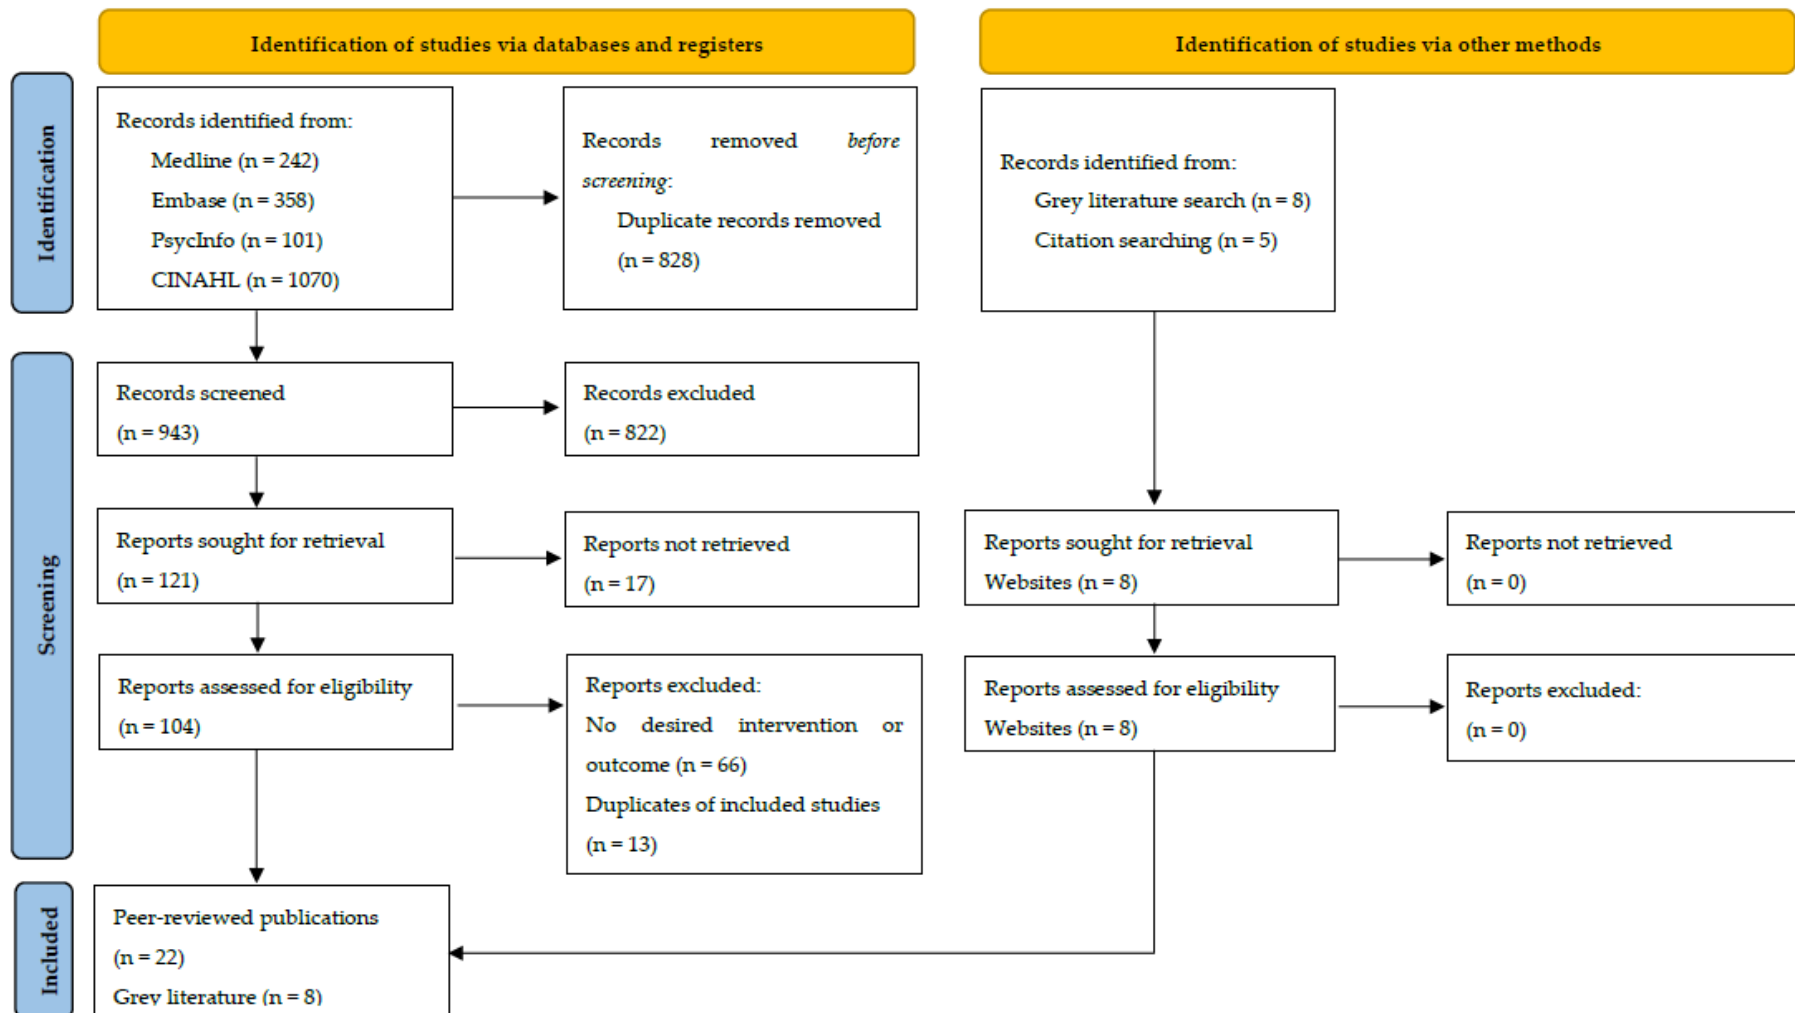 Identification of studies via databases and registers
Identification of studies via other methods
Identification
Records identified from:
Medline (n = 242)
Embase (n = 358)
PsycInfo (n = 101)
CINAHL (n = 1070)
Records removed before
screening:
Duplicate records removed
(n = 828)
Records identified from:
Grey literature search (n = 8)
Citation searching (n = 5)
Screening
Records screened
(n = 943)
Records excluded
(n = 822)
Reports sought for retrieval
(n = 121)
Reports not retrieved
(n = 17)
Reports sought for retrieval
Websites (n = 8)
Reports not retrieved
(n = 0)
Reports assessed for eligibility
(n = 104)
Reports excluded:
No desired intervention or
outcome (n = 66)
Duplicates of included studies
(n = 13)
Reports assessed for eligibility
Websites (n = 8)
Reports excluded:
(n = 0)
Included
Peer-reviewed publications
(n = 22)
Grey literature (n = 8)